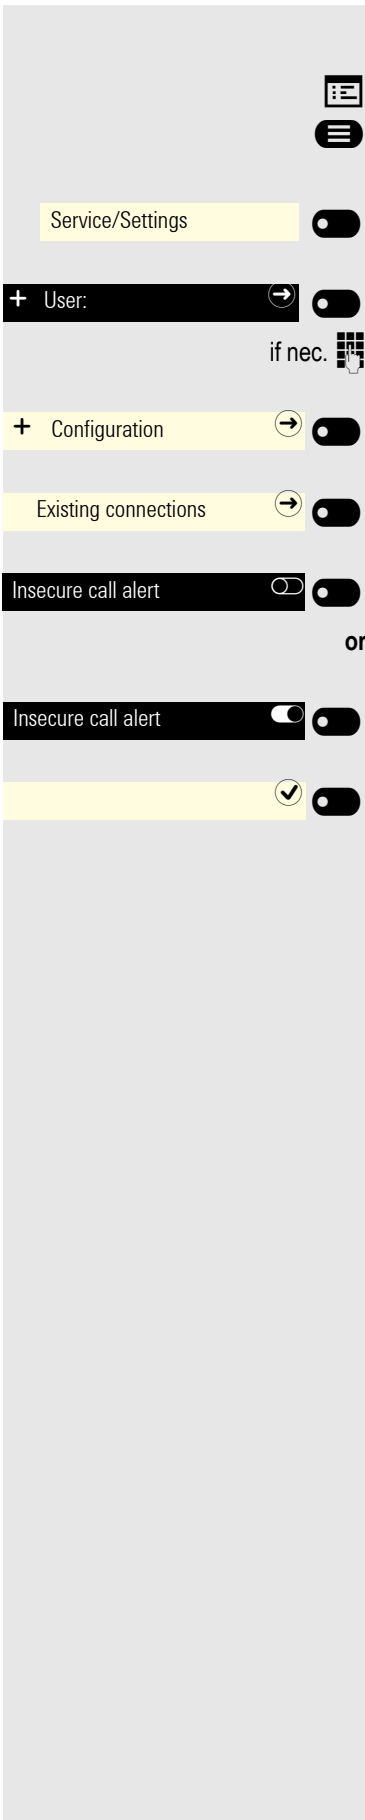 Service/Settings
+ User:
if nec.
+ Configuration
Existing connections
Insecure call alert
or
Insecure call alert